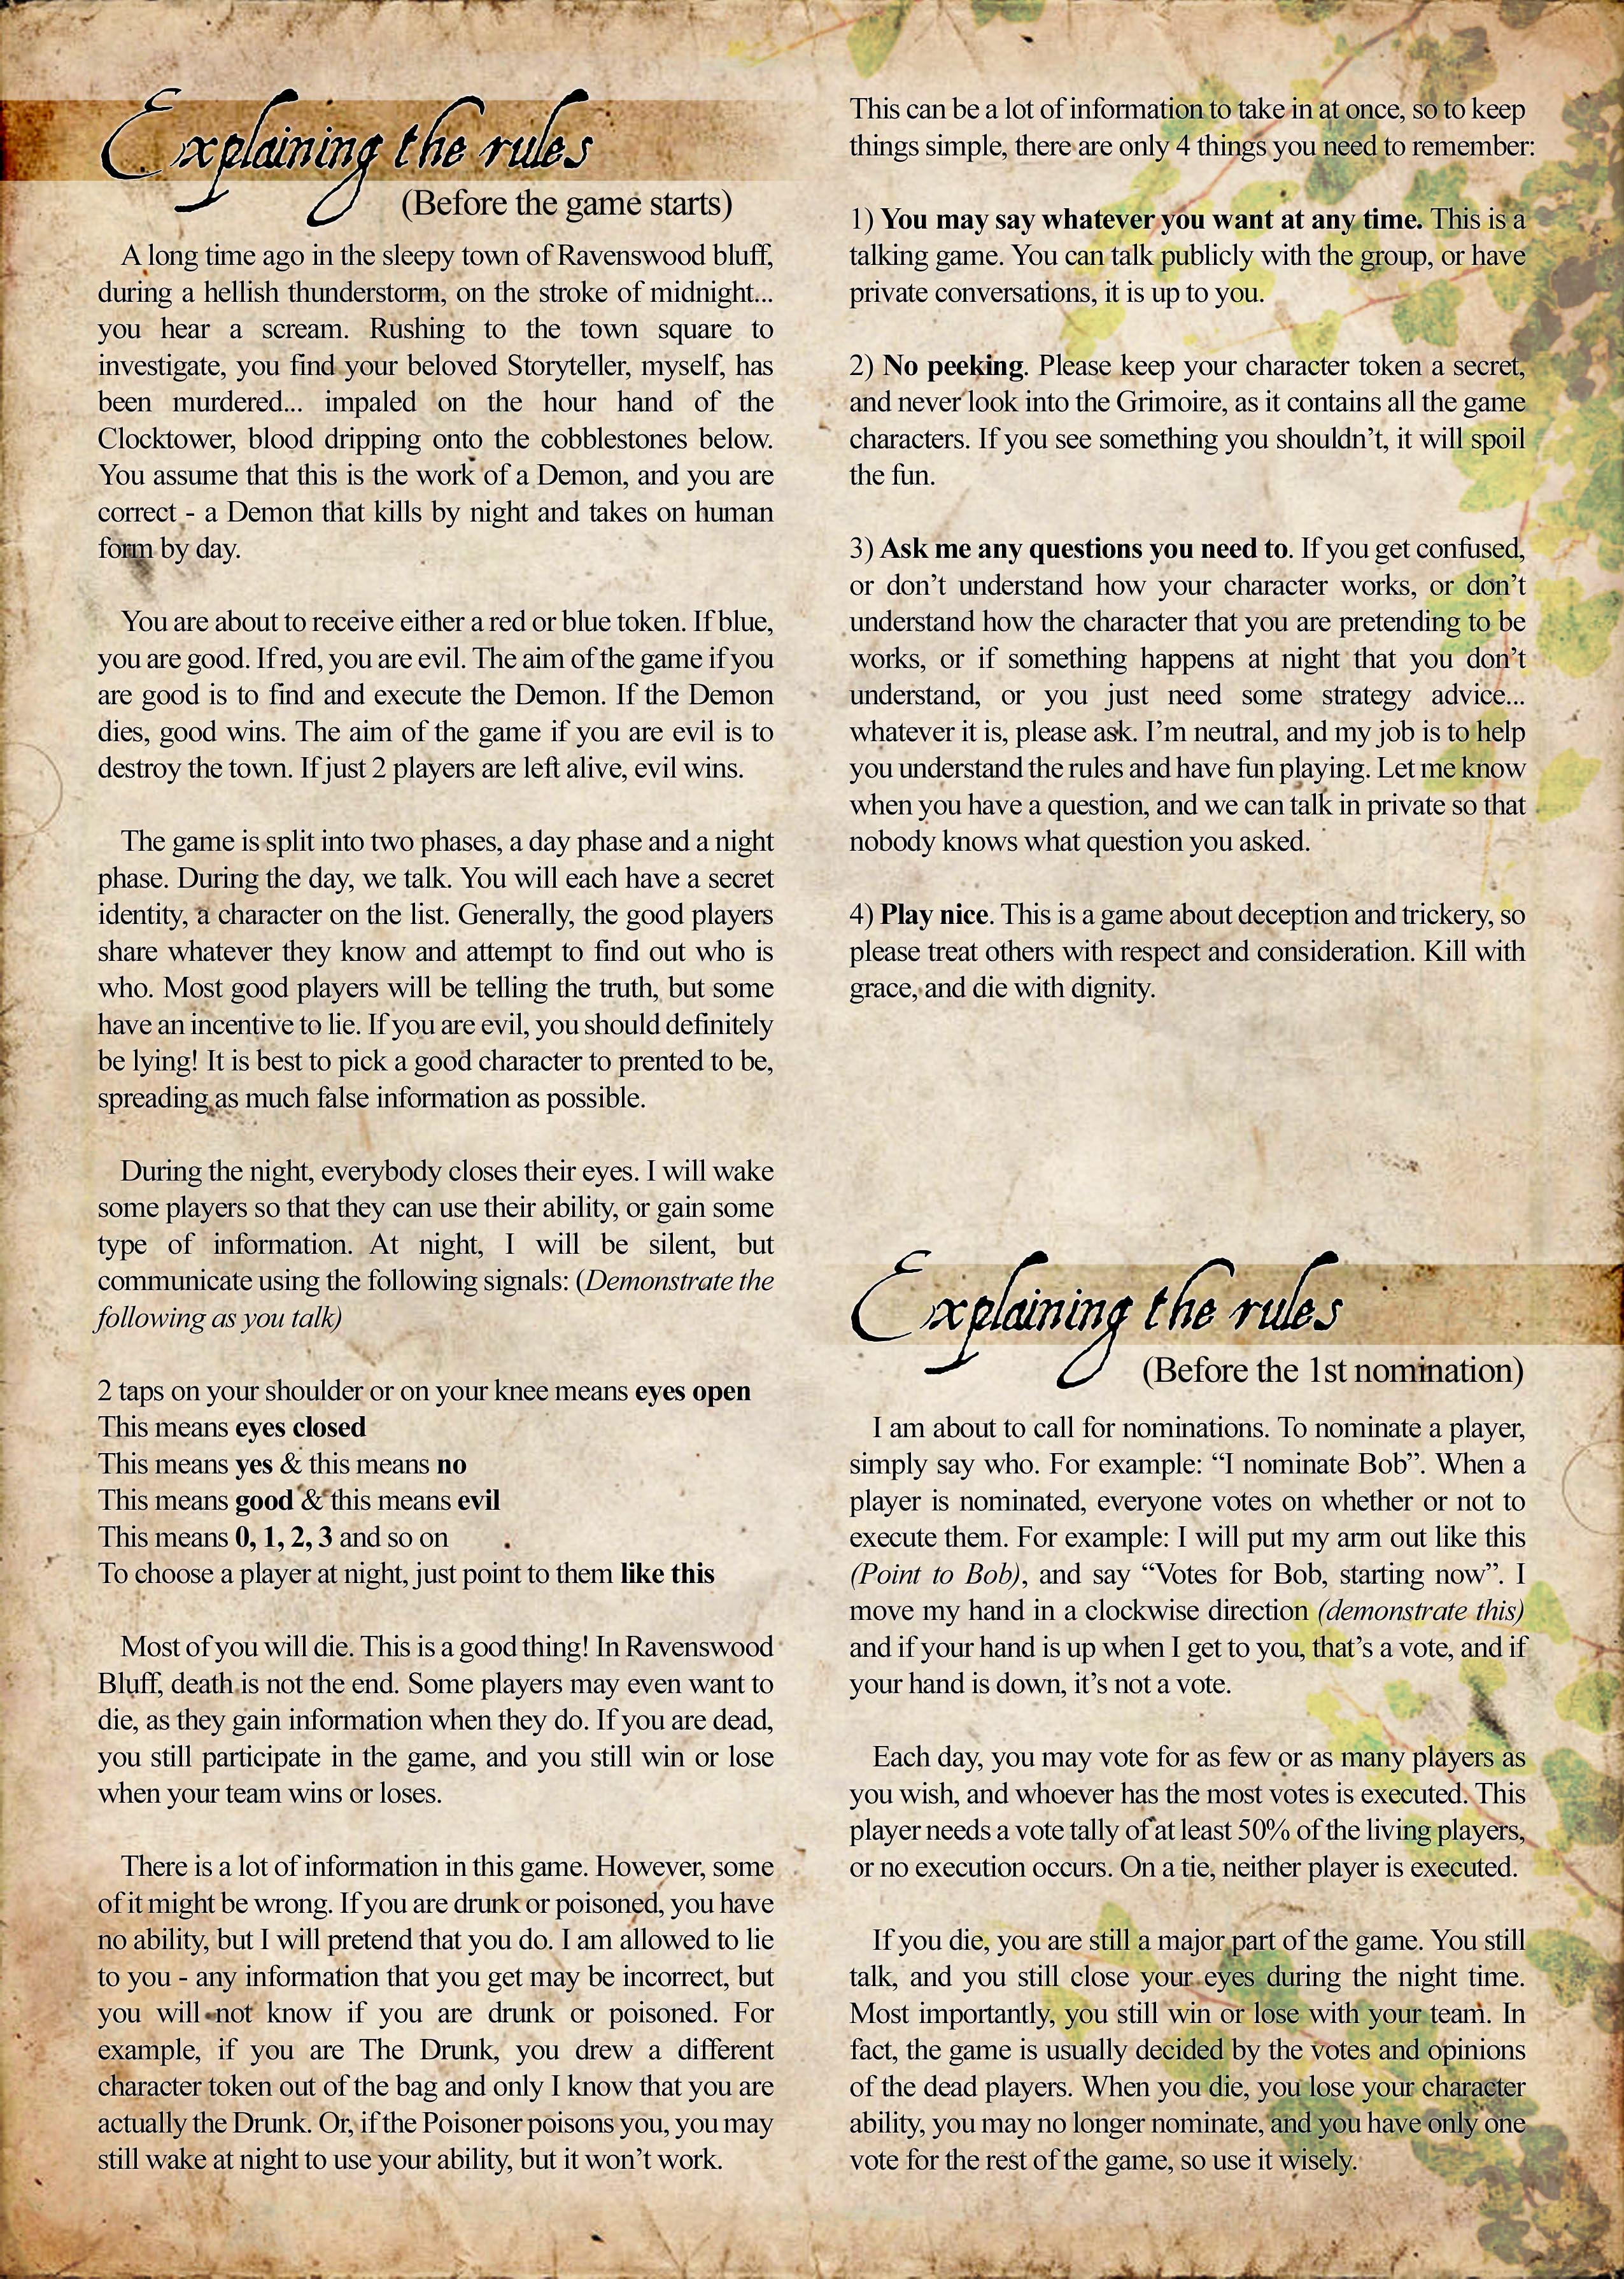 Explaining the rules
(Before the game starts)
A long time ago in the sleepy town of Ravenswood bluff,
during a hellish thunderstorm, on the stroke of midnight...
you hear a scream. Rushing to the town square to
investigate, you find your beloved Storyteller, myself, has
been murdered... impaled on the hour hand of the
Clocktower, blood dripping onto the cobblestones below.
You assume that this is the work of a Demon, and you are
correct - a Demon that kills by night and takes on human
form by day.
You are about to receive either a red or blue token. If blue,
you are good. If red, you are evil. The aim of the game if you
are good is to find and execute the Demon. If the Demon
dies, good wins. The aim of the game if you are evil is to
destroy the town. If just 2 players are left alive, evil wins.
The game is split into two phases, a day phase and a night
phase. During the day, we talk. You will each have a secret
identity, a character on the list. Generally, the good players
share whatever they know and attempt to find out who is
who. Most good players will be telling the truth, but some
have an incentive to lie. If you are evil, you should definitely
be lying! It is best to pick a good character to prented to be,
spreading as much false information as possible.
During the night, everybody closes their eyes. I will wake
some players so that they can use their ability, or gain some
type of information. At night, I will be silent, but
communicate using the following signals: (Demonstrate the
following as you talk)
2 taps on your shoulder or on your knee means eyes open
This means eyes closed
This means yes & this means no
This means good & this means evil
This means 0, 1, 2, 3 and so on
To choose a player at night, just point to them like this
Most of you will die. This is a good thing! In Ravenswood
Bluff, death is not the end. Some players may even want to
die, as they gain information when they do. If you are dead,
you still participate in the game, and you still win or lose
when your team wins or loses.
There is a lot of information in this game. However, some
of it might be wrong. If you are drunk or poisoned, you have
no ability, but I will pretend that you do. I am allowed to lie
to you - any information that you get may be incorrect, but
you will not know if you are drunk or poisoned. For
example, if you are The Drunk, you drew a different
character token out of the bag and only I know that you are
actually the Drunk. Or, if the Poisoner poisons you, you may
still wake at night to use your ability, but it won't work.
This can be a lot of information to take in at once, so to keep
things simple, there are only 4 things you need to remember:
1) You may say whatever you want at any time. This is a
talking game. You can talk publicly with the group, or have
private conversations, it is up to you.
2) No peeking. Please keep your character token a secret,
and never look into the Grimoire, as it contains all the game
characters. If you see something you shouldn't, it will spoil
the fun.
3) Ask me any questions you need to. If you get confused,
or don't understand how your character works, or don't
understand how the character that you are pretending to be
works, or if something happens at night that you don't
understand, or you just need some strategy advice...
whatever it is, please ask. I'm neutral, and my job is to help
you understand the rules and have fun playing. Let me know
when you have a question, and we can talk in private so that
nobody knows what question you asked.
4) Play nice. This is a game about deception and trickery, so
please treat others with respect and consideration. Kill with
grace, and die with dignity.
Explaining the rules
(Before the 1st nomination)
I am about to call for nominations. To nominate a player,
simply say who. For example: “I nominate Bob”. When a
player is nominated, everyone votes on whether or not to
execute them. For example: I will put my arm out like this
(Point to Bob), and say “Votes for Bob, starting now”. I
move my hand in a clockwise direction (demonstrate this)
and if your hand is up when I get to you, that's a vote, and if
your hand is down, it's not a vote.
Each day, you may vote for as few or as many players as
you wish, and whoever has the most votes is executed. This
player needs a vote tally of at least 50% of the living players,
or no execution occurs. On a tie, neither player is executed.
If you die, you are still a major part of the game. You still
talk, and you still close your eyes during the night time.
Most importantly, you still win or lose with your team. In
fact, the game is usually decided by the votes and opinions
of the dead players. When you die, you lose your character
ability, you may no longer nominate, and you have only one
vote for the rest of the game, so use it wisely.